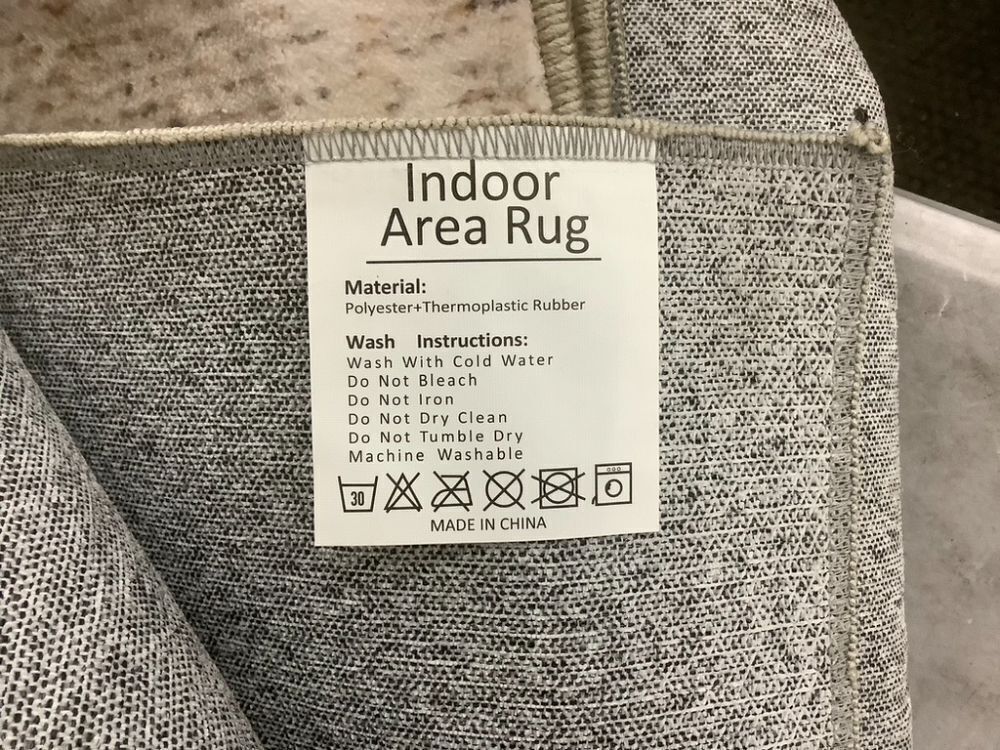 Indoor
Area Rug
Material:
Polyester+Thermoplastic Rubber
Wash Instructions:
Wash With Cold Water
Do Not Bleach
Do Not Iron
Do Not Dry Clean
Do Not Tumble Dry
Machine Washable
30
MADE IN CHINA